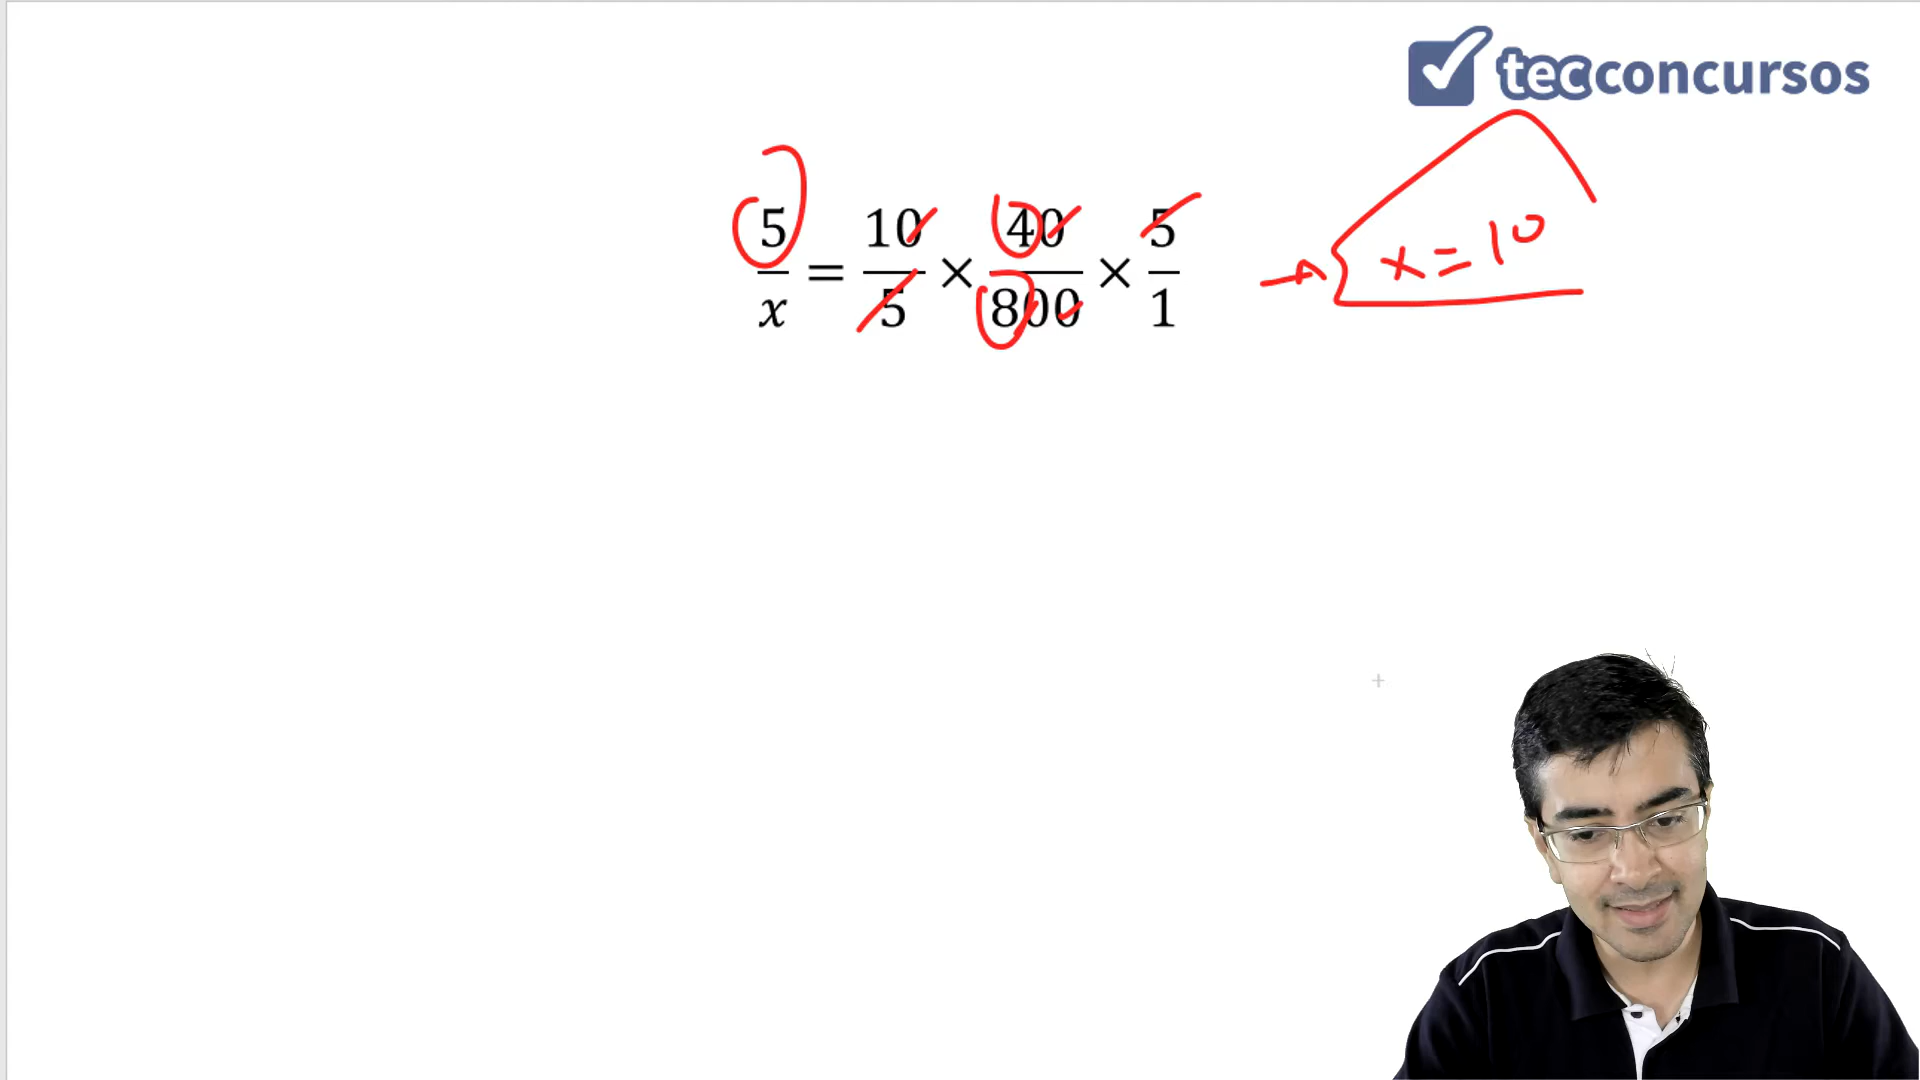 tecconcursos
5/x = 10/5 × 40/800 × 5/1
x = 10